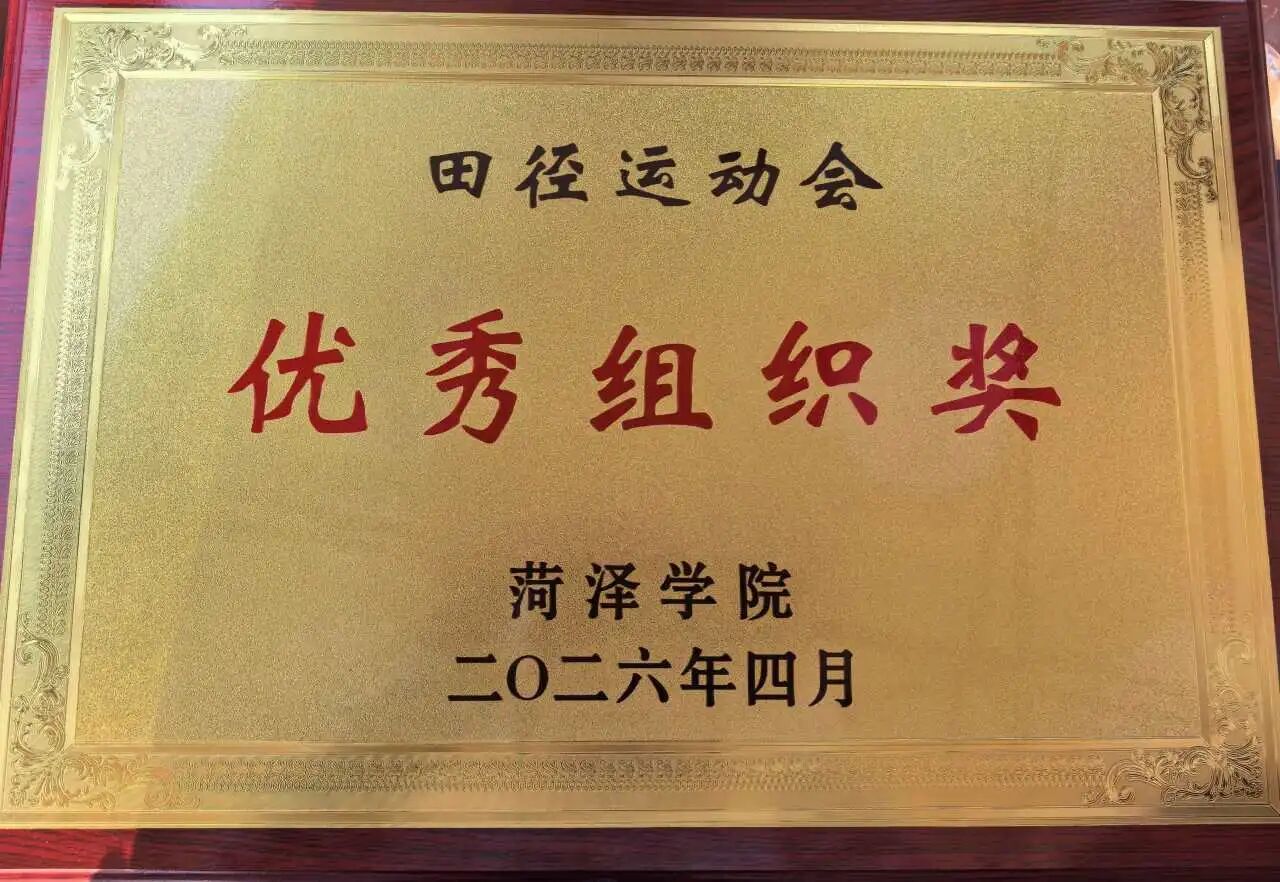 田径运动会
优秀组织奖
菏泽学院
二O二六年四月